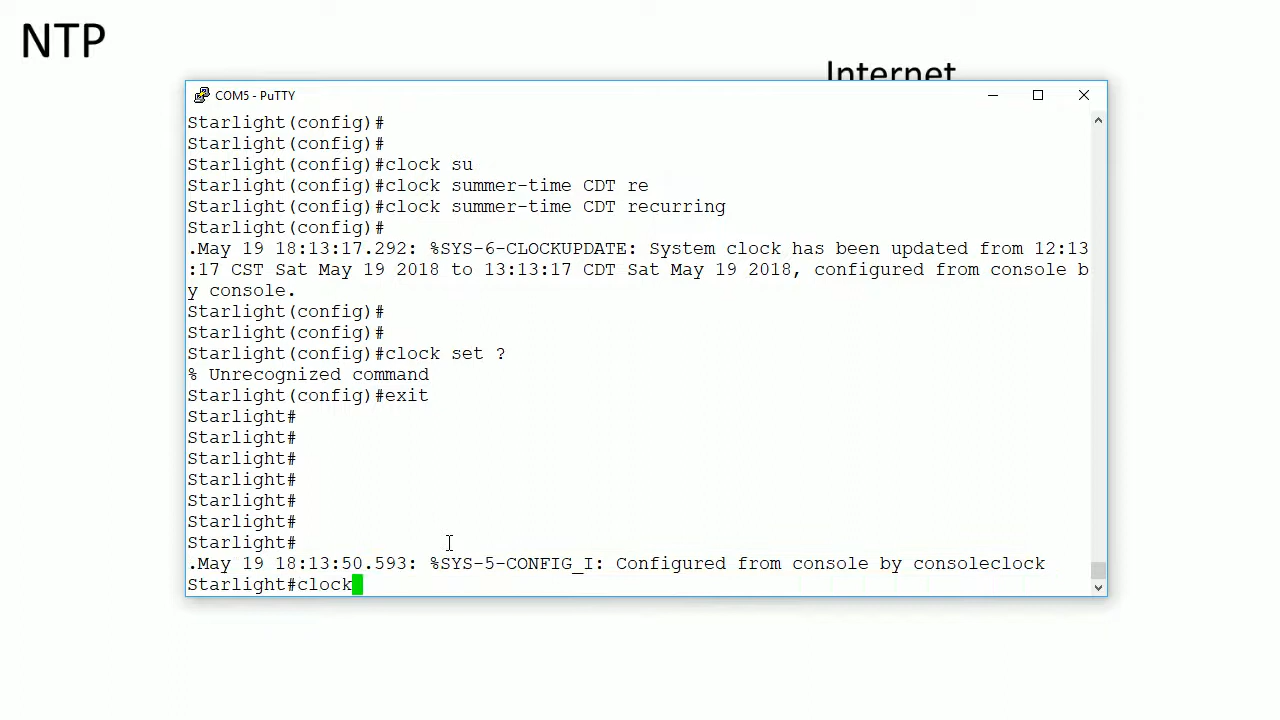 NTP
Internet
COM5 - PuTTY
Starlight(config)#
Starlight(config)#
Starlight(config)#clock su
Starlight(config)#clock summer-time CDT re
Starlight(config)#clock summer-time CDT recurring
Starlight(config)#
.May 19 18:13:17.292: %SYS-6-CLOCKUPDATE: System clock has been updated from 12:13
:17 CST Sat May 19 2018 to 13:13:17 CDT Sat May 19 2018, configured from console b
y console.
Starlight(config)#
Starlight(config)#
Starlight(config)#clock set ?
% Unrecognized command
Starlight(config)#exit
Starlight#
Starlight#
Starlight#
Starlight#
Starlight#
Starlight#
Starlight#
.May 19 18:13:50.593: %SYS-5-CONFIG_I: Configured from console by consoleclock
Starlight#clock